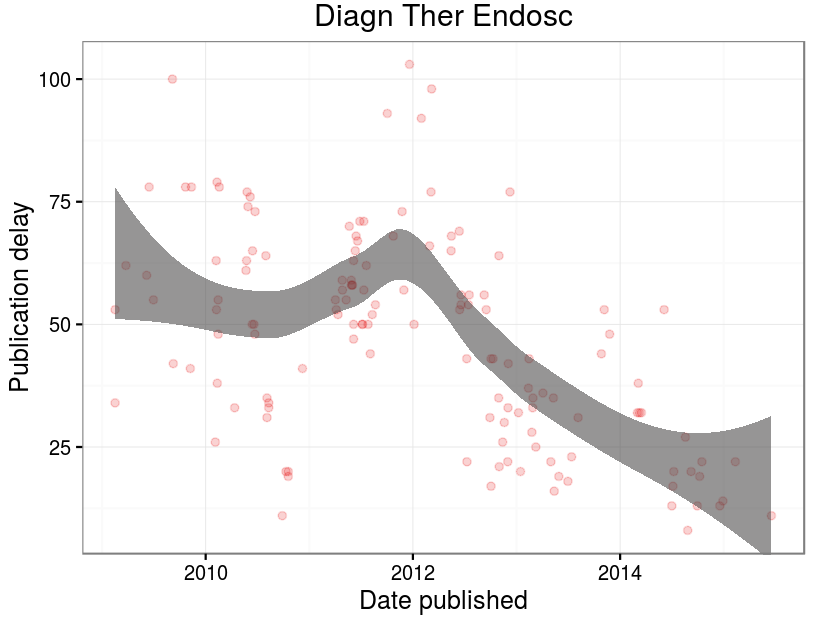 Diagn Ther Endosc
Publication delay
100
75
50
25
2010
2012
2014
Date published